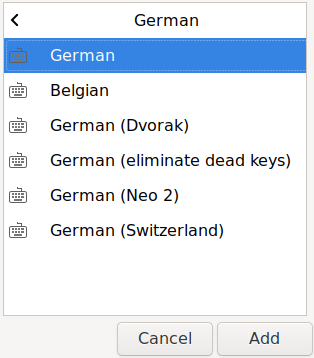 German
German
Belgian
German (Dvorak)
German (eliminate dead keys)
German (Neo 2)
German (Switzerland)
Cancel Add